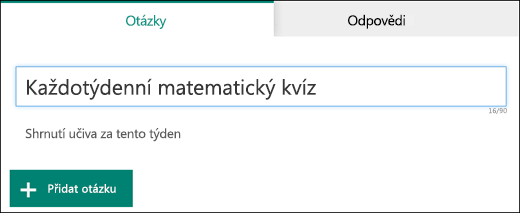 Otázky
Odpovědi
Každotýdenní matematický kvíz
16/90
Shrnutí učiva za tento týden
Přidat otázku